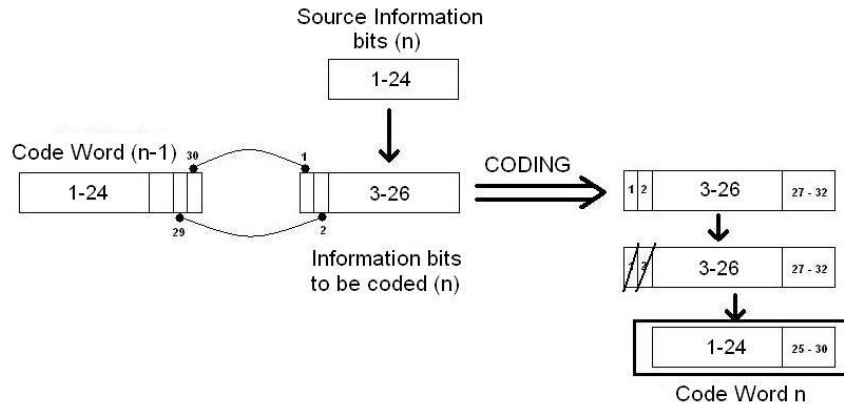 Source Information
bits (n)
1-24
Code Word (n-1)
30
1
CODING
1-24
3-26
1 2 3-26 27 - 32
29
2
Information bits
to be coded (n)
1 2 3-26 27 - 32
1-24 25 - 30
Code Word n